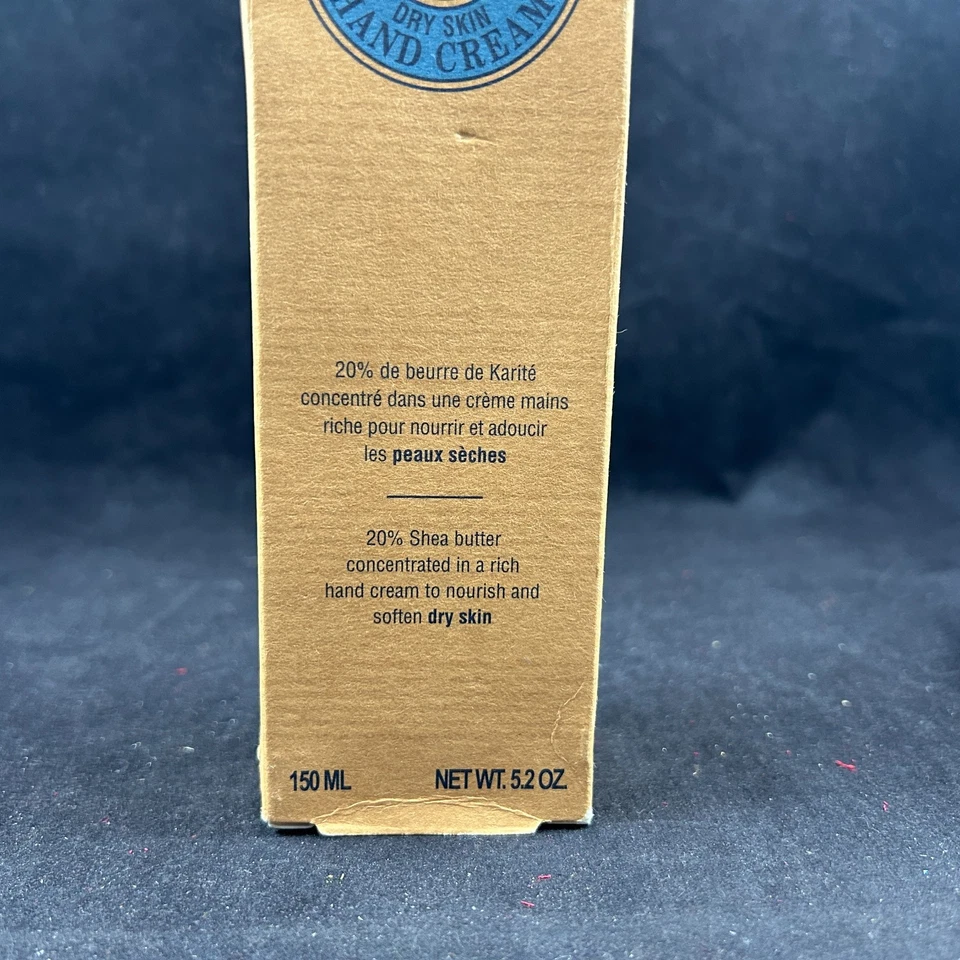 DRY SKIN
HAND CREAM
20% de beurre de Karité
concentré dans une crème mains
riche pour nourrir et adoucir
les peaux sèches
20% Shea butter
concentrated in a rich
hand cream to nourish and
soften dry skin
150 ML NET WT. 5.2 OZ.